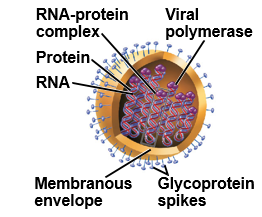 RNA-protein
complex
Viral
polymerase
Protein
RNA
Membranous
envelope
Glycoprotein
spikes